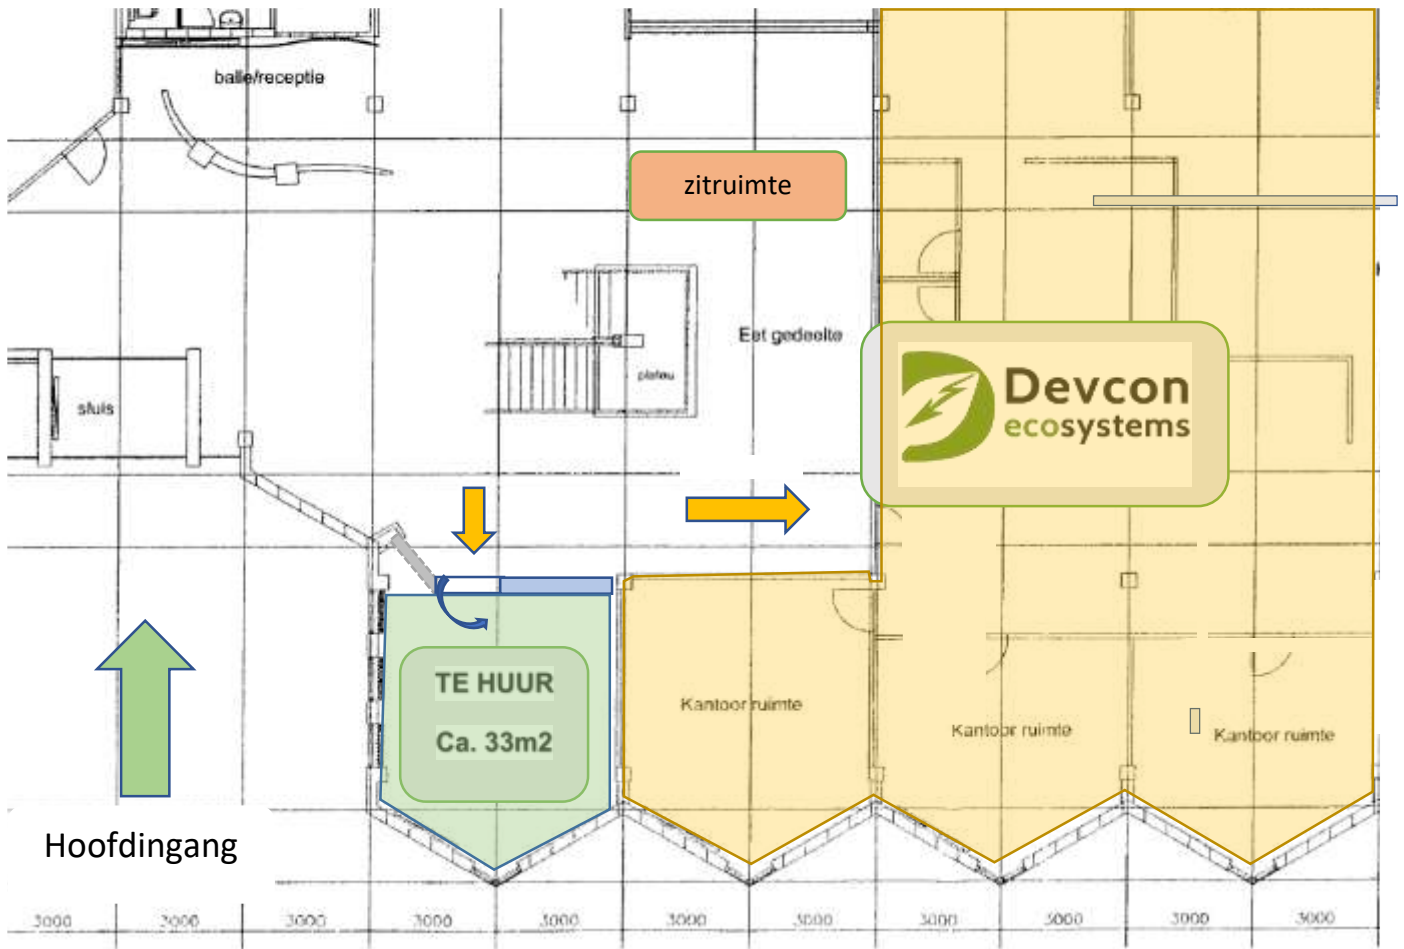 balie/receptie
zitruimte
Eet gedeelte
plateau
sluis
Devcon
ecosystems
TE HUUR
Ca. 33m2
Kantoor ruimte
Kantoor ruimte
Kantoor ruimte
Hoofdingang
3000 3000 3000 3000 3000 3000 3000 3000 3000 3000 3000